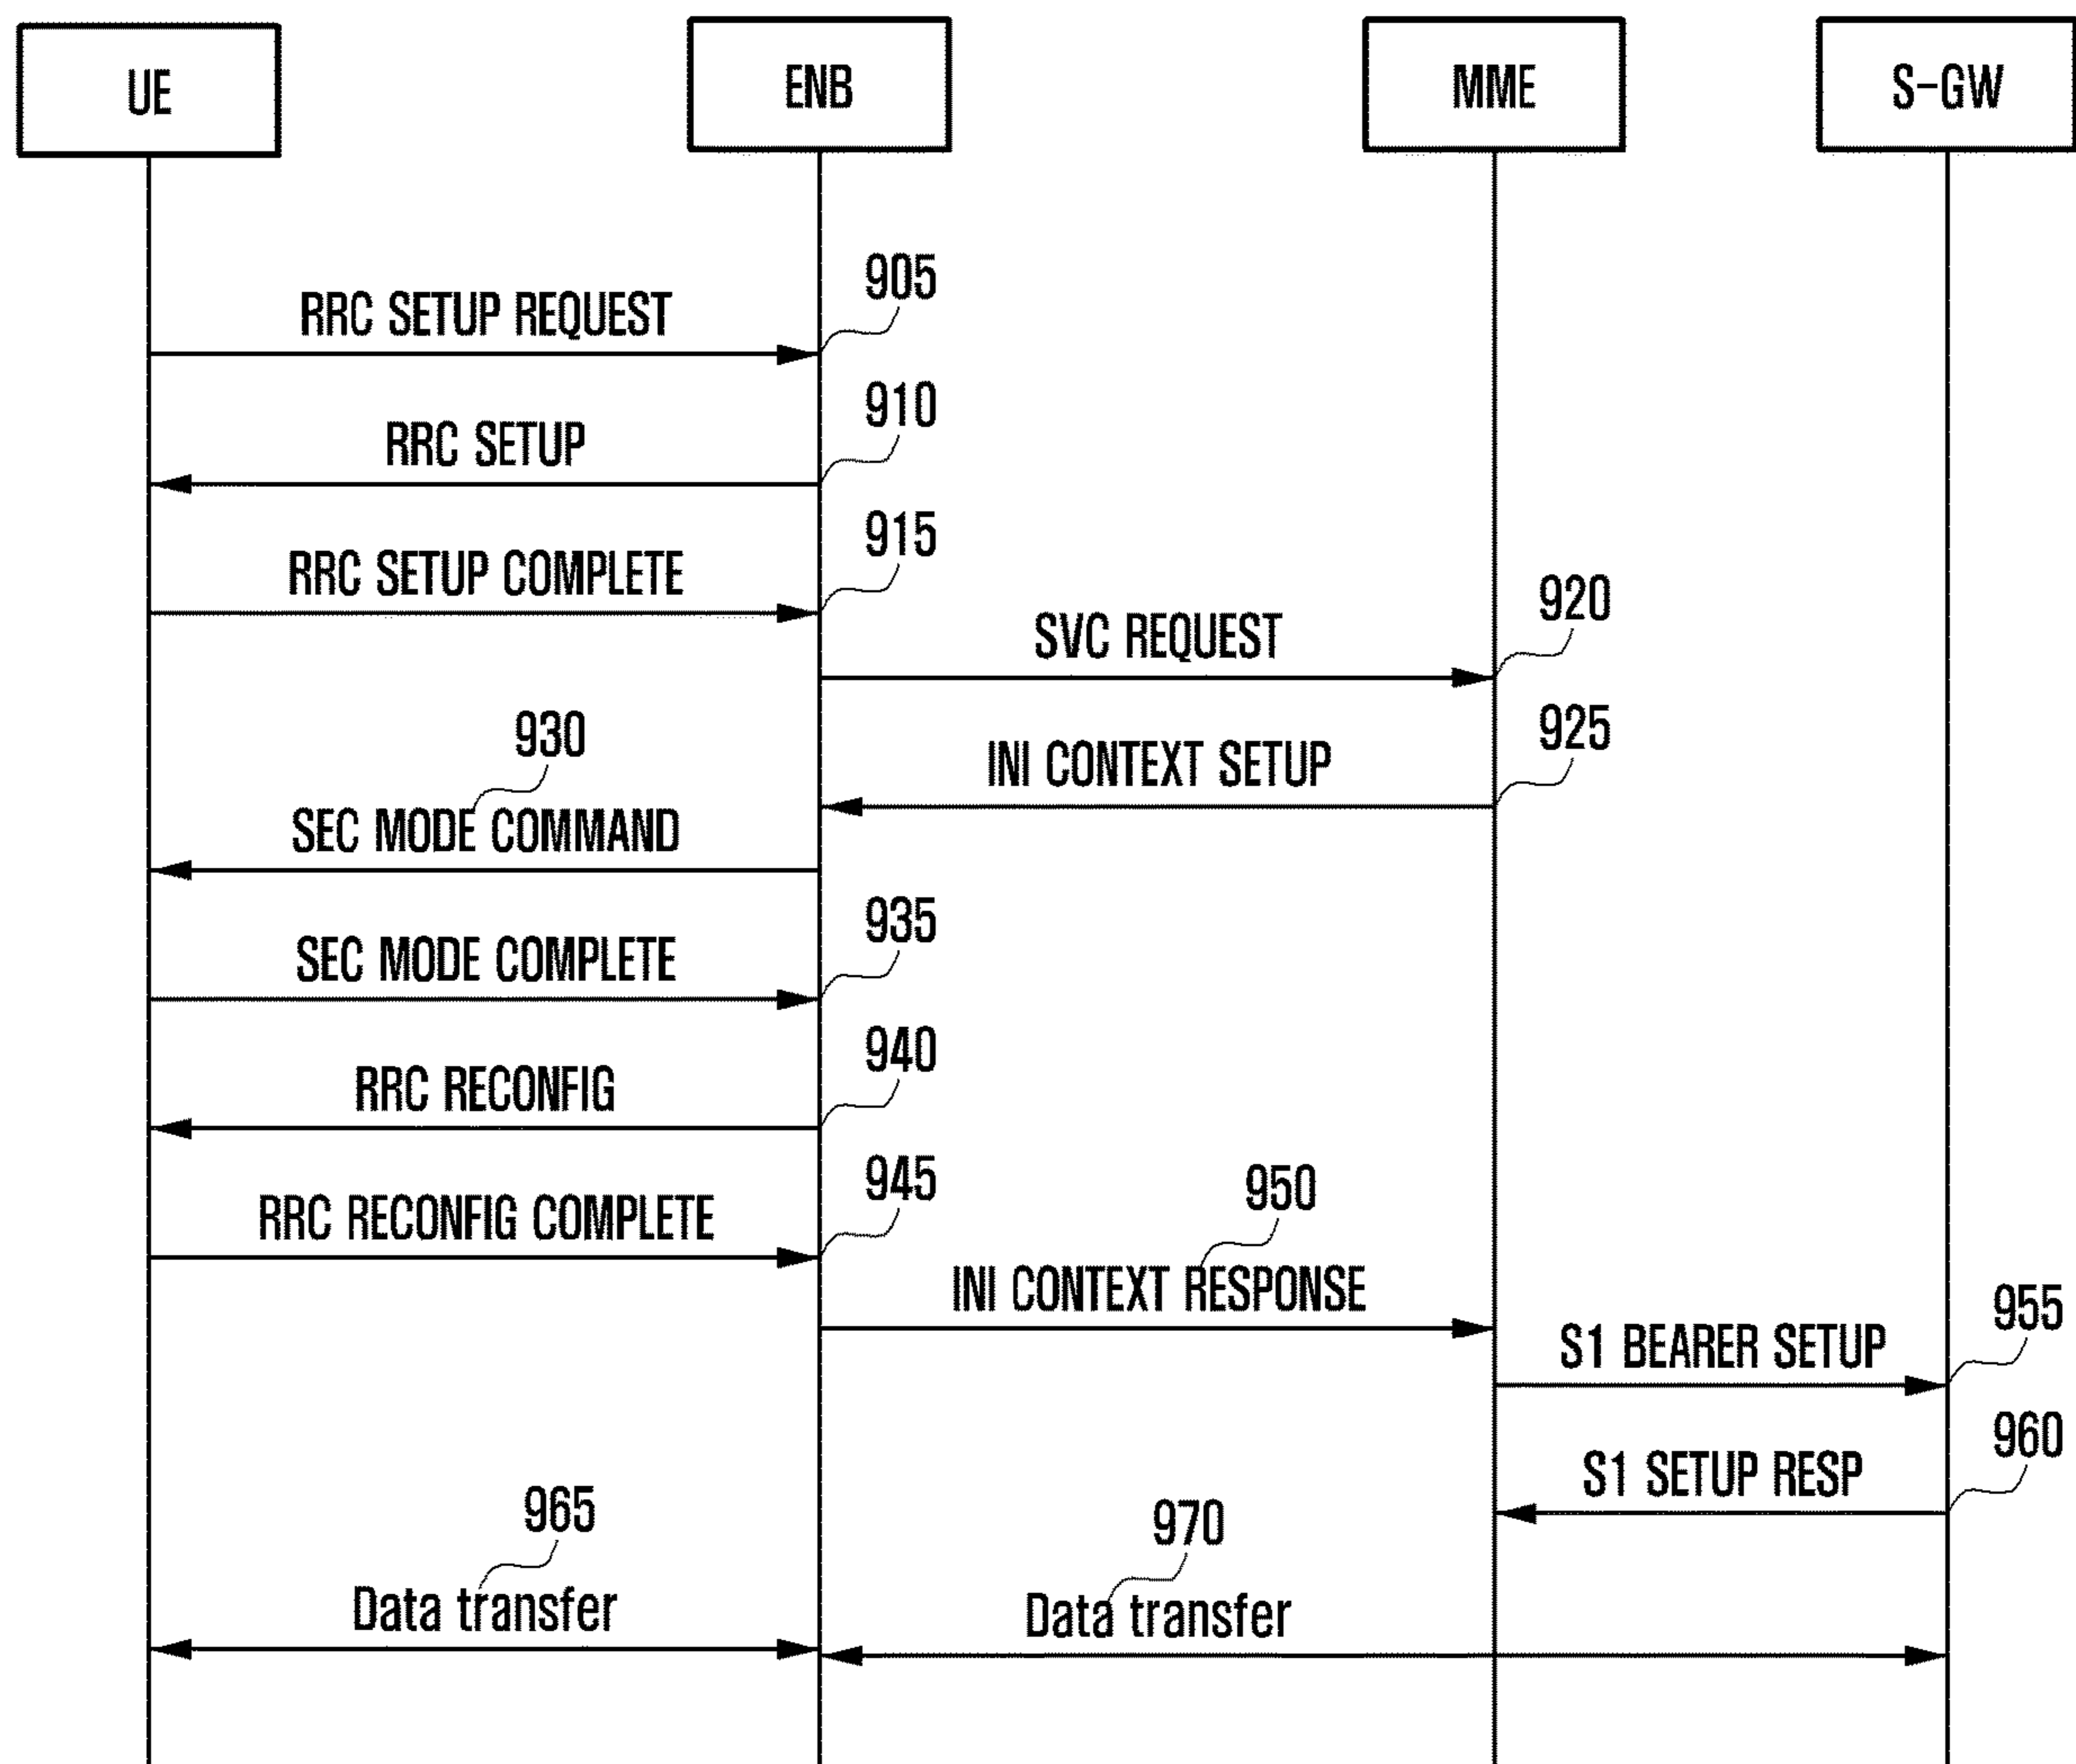 UE
ENB
MME
S-GW
905
RRC SETUP REQUEST
910
RRC SETUP
915
RRC SETUP COMPLETE
920
SVC REQUEST
925
INI CONTEXT SETUP
930
SEC MODE COMMAND
935
SEC MODE COMPLETE
940
RRC RECONFIG
945
RRC RECONFIG COMPLETE
950
INI CONTEXT RESPONSE
955
S1 BEARER SETUP
960
S1 SETUP RESP
965
Data transfer
970
Data transfer